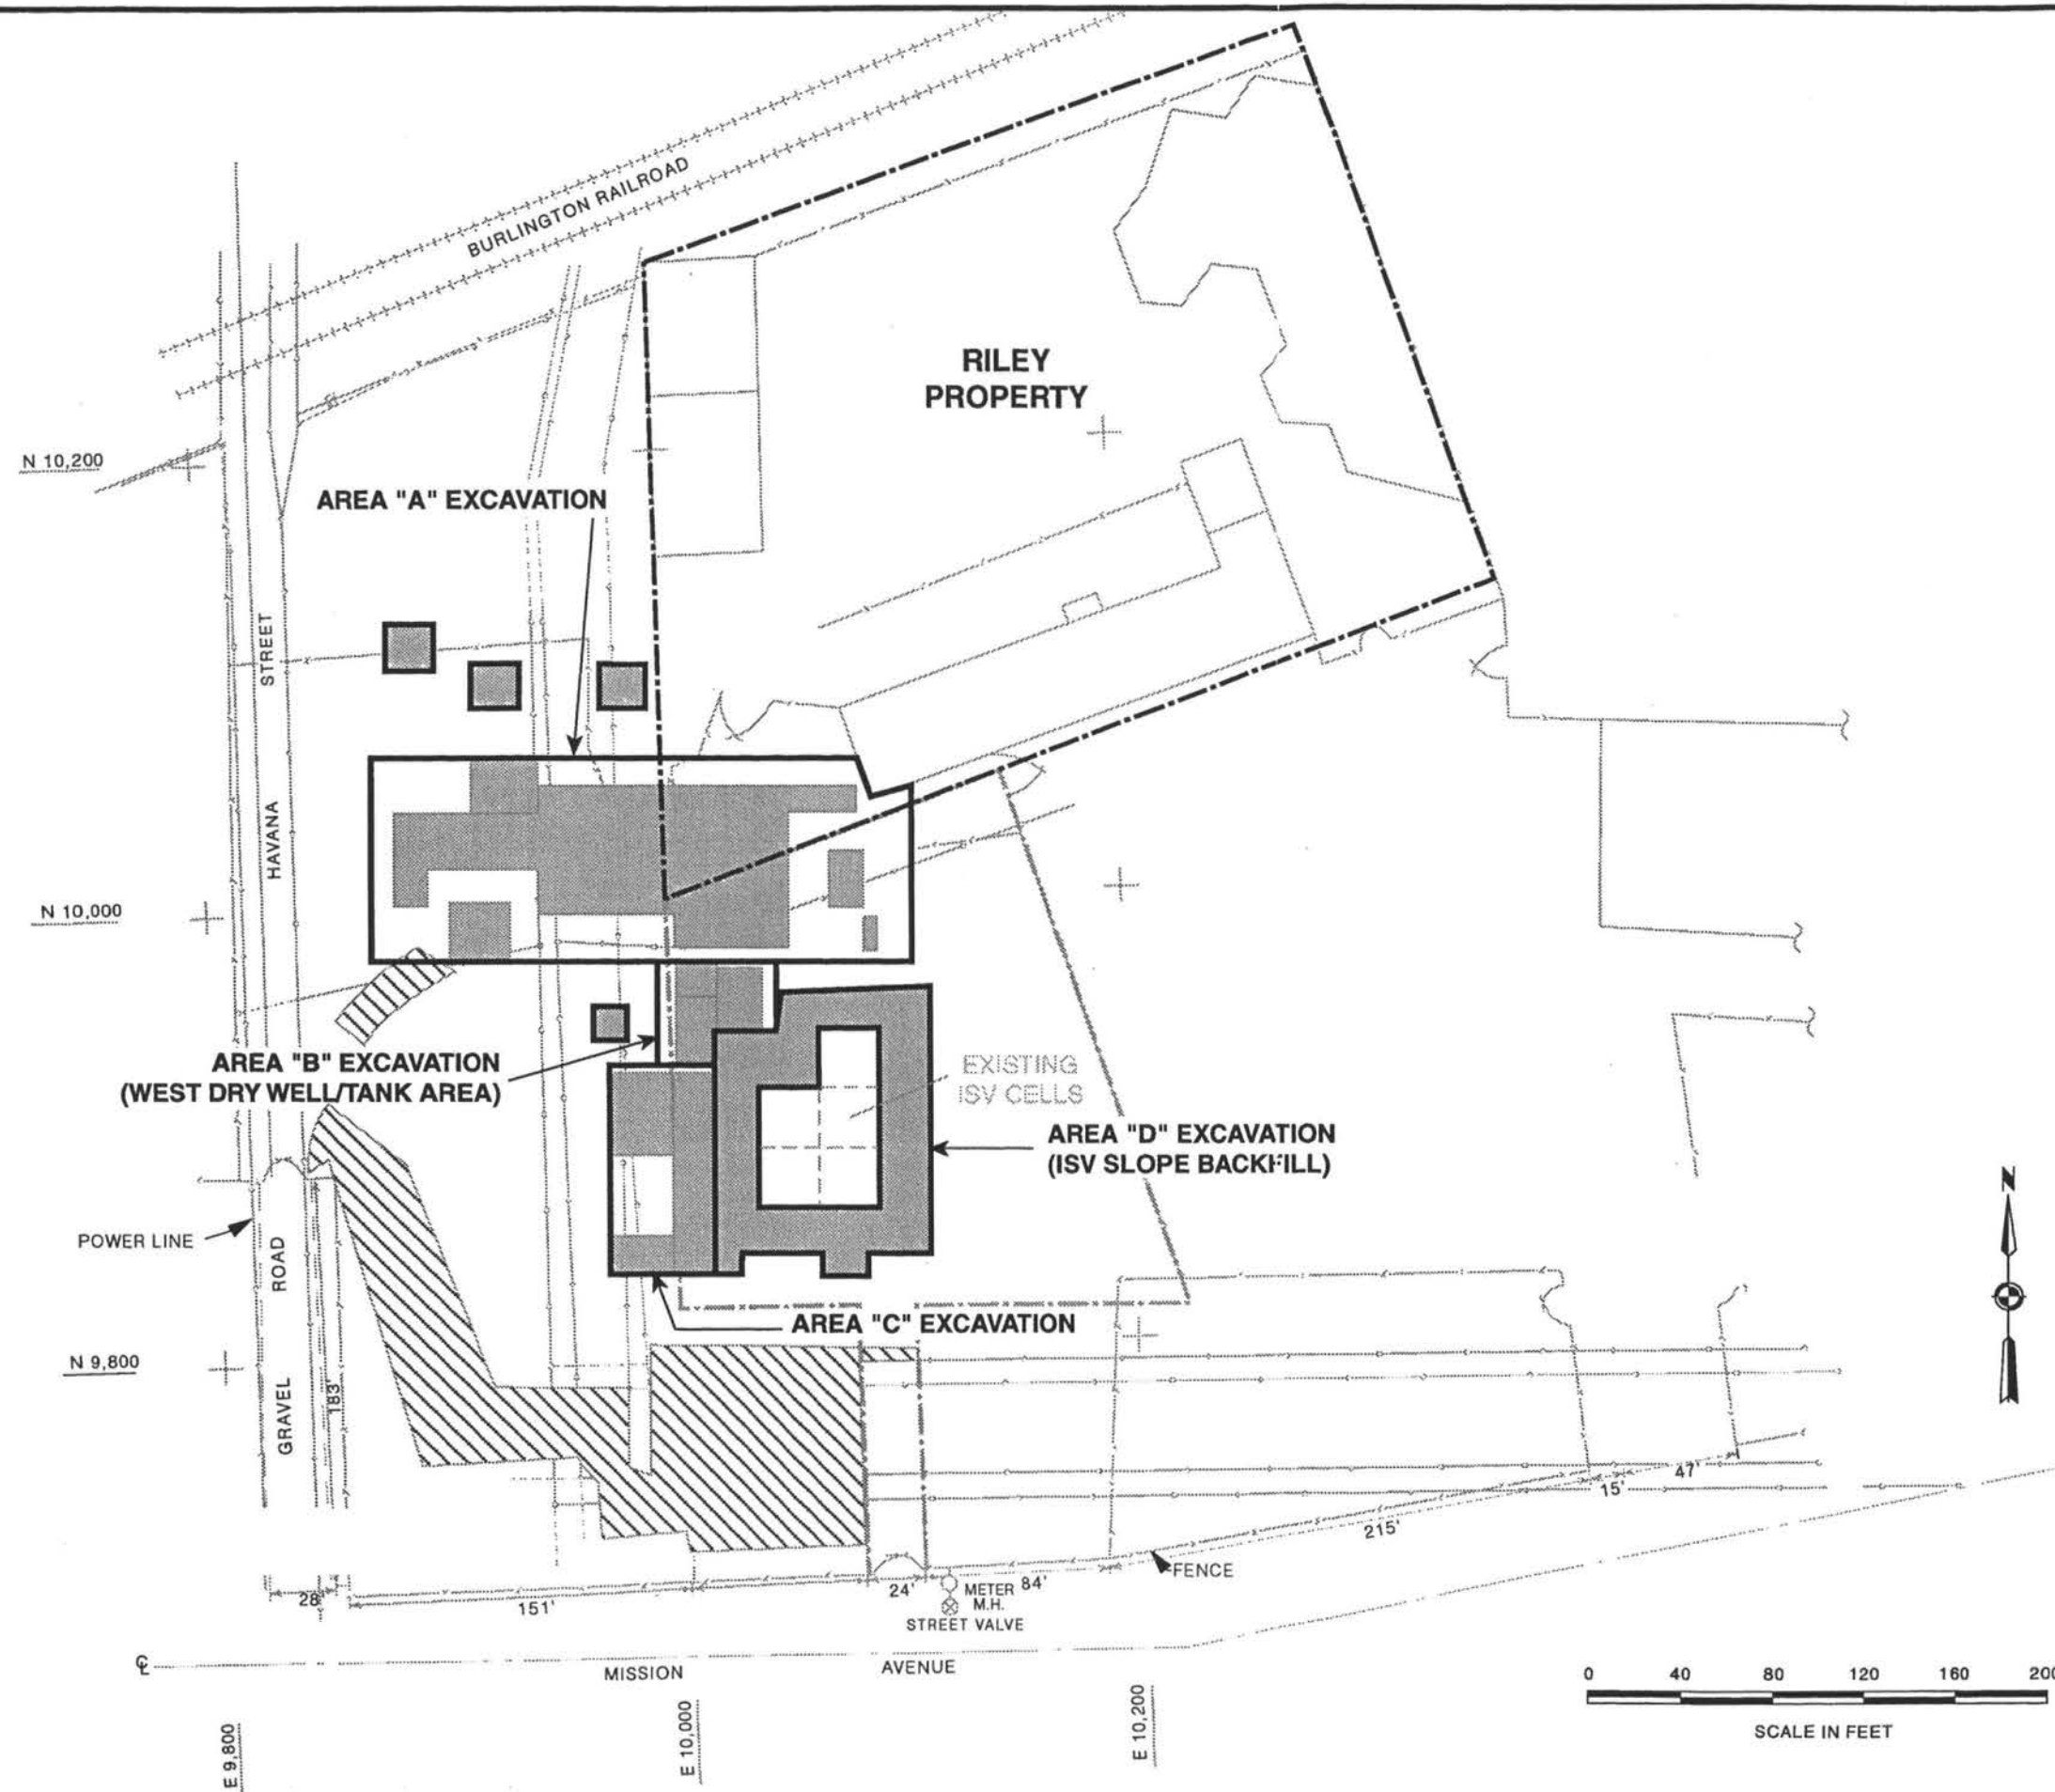 BURLINGTON RAILROAD
RILEY
PROPERTY
N 10,200
AREA "A" EXCAVATION
STREET
HAVANA
N 10,000
AREA "B" EXCAVATION
(WEST DRY WELL/TANK AREA)
EXISTING
ISV CELLS
AREA "D" EXCAVATION
(ISV SLOPE BACKFILL)
N
POWER LINE
ROAD
AREA "C" EXCAVATION
N 9,800
GRAVEL
183'
47'
15'
215'
FENCE
28'
151'
24'
METER
M.H.
84'
STREET VALVE
℄
MISSION AVENUE
0 40 80 120 160 200
SCALE IN FEET
E 9,800
E 10,000
E 10,200